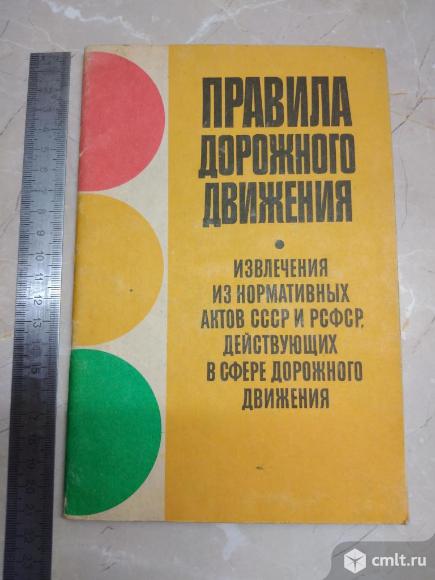 ПРАВИЛА
ДОРОЖНОГО
ДВИЖЕНИЯ
ИЗВЛЕЧЕНИЯ
ИЗ НОРМАТИВНЫХ
АКТОВ СССР И РСФСР,
ДЕЙСТВУЮЩИХ
В СФЕРЕ ДОРОЖНОГО
ДВИЖЕНИЯ
cmlt.ru